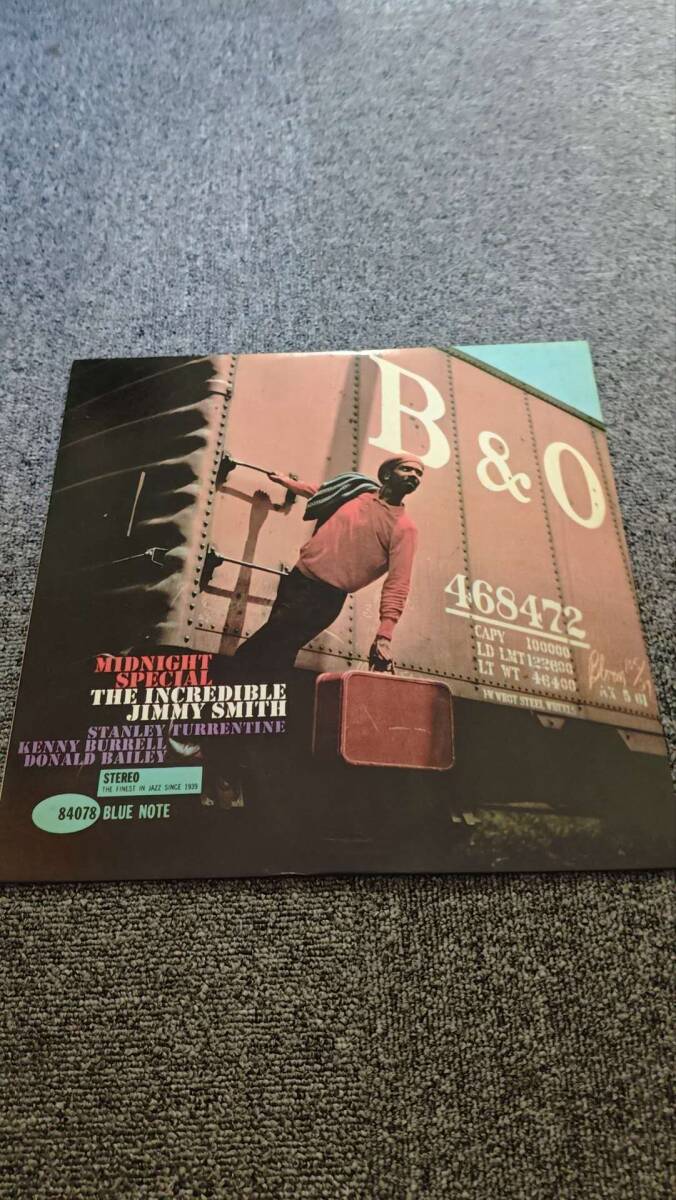 B & O
468472
CAPY 100000
LD LMT 122600
LT WT 46400
MIDNIGHT
SPECIAL
THE INCREDIBLE
JIMMY SMITH
STANLEY TURRENTINE
KENNY BURRELL
DONALD BAILEY
STEREO
THE FINEST IN JAZZ SINCE 1939
84078 BLUE NOTE